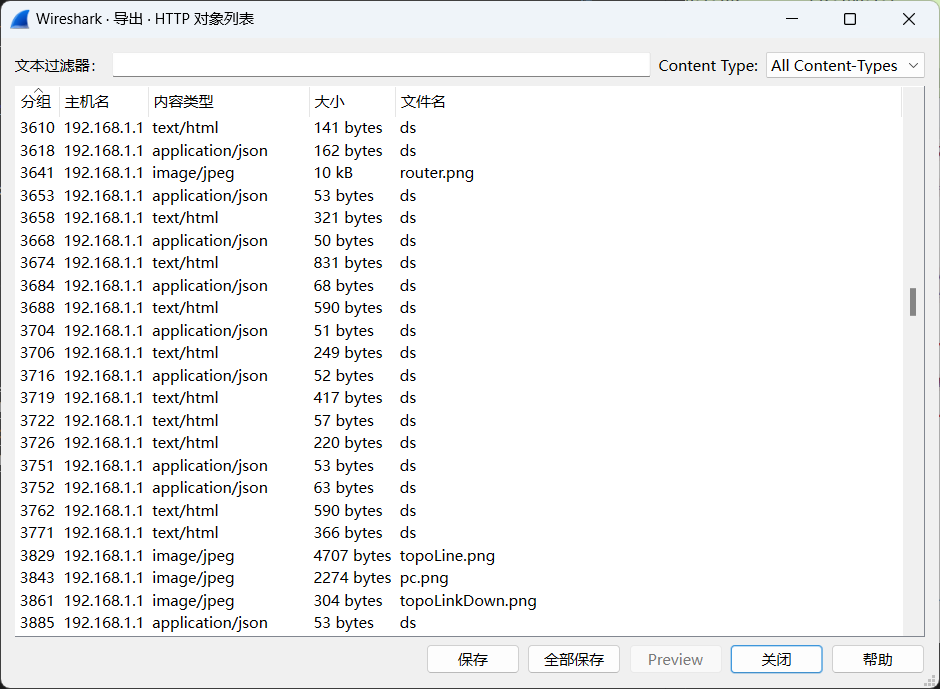 Wireshark · 导出 · HTTP 对象列表
文本过滤器: Content Type: All Content-Types
分组 主机名 内容类型 大小 文件名
3610 192.168.1.1 text/html 141 bytes ds
3618 192.168.1.1 application/json 162 bytes ds
3641 192.168.1.1 image/jpeg 10 kB router.png
3653 192.168.1.1 application/json 53 bytes ds
3658 192.168.1.1 text/html 321 bytes ds
3668 192.168.1.1 application/json 50 bytes ds
3674 192.168.1.1 text/html 831 bytes ds
3684 192.168.1.1 application/json 68 bytes ds
3688 192.168.1.1 text/html 590 bytes ds
3704 192.168.1.1 application/json 51 bytes ds
3706 192.168.1.1 text/html 249 bytes ds
3716 192.168.1.1 application/json 52 bytes ds
3719 192.168.1.1 text/html 417 bytes ds
3722 192.168.1.1 text/html 57 bytes ds
3726 192.168.1.1 text/html 220 bytes ds
3751 192.168.1.1 application/json 53 bytes ds
3752 192.168.1.1 application/json 63 bytes ds
3762 192.168.1.1 text/html 590 bytes ds
3771 192.168.1.1 text/html 366 bytes ds
3829 192.168.1.1 image/jpeg 4707 bytes topoLine.png
3843 192.168.1.1 image/jpeg 2274 bytes pc.png
3861 192.168.1.1 image/jpeg 304 bytes topoLinkDown.png
3885 192.168.1.1 application/json 53 bytes ds
保存 全部保存 Preview 关闭 帮助